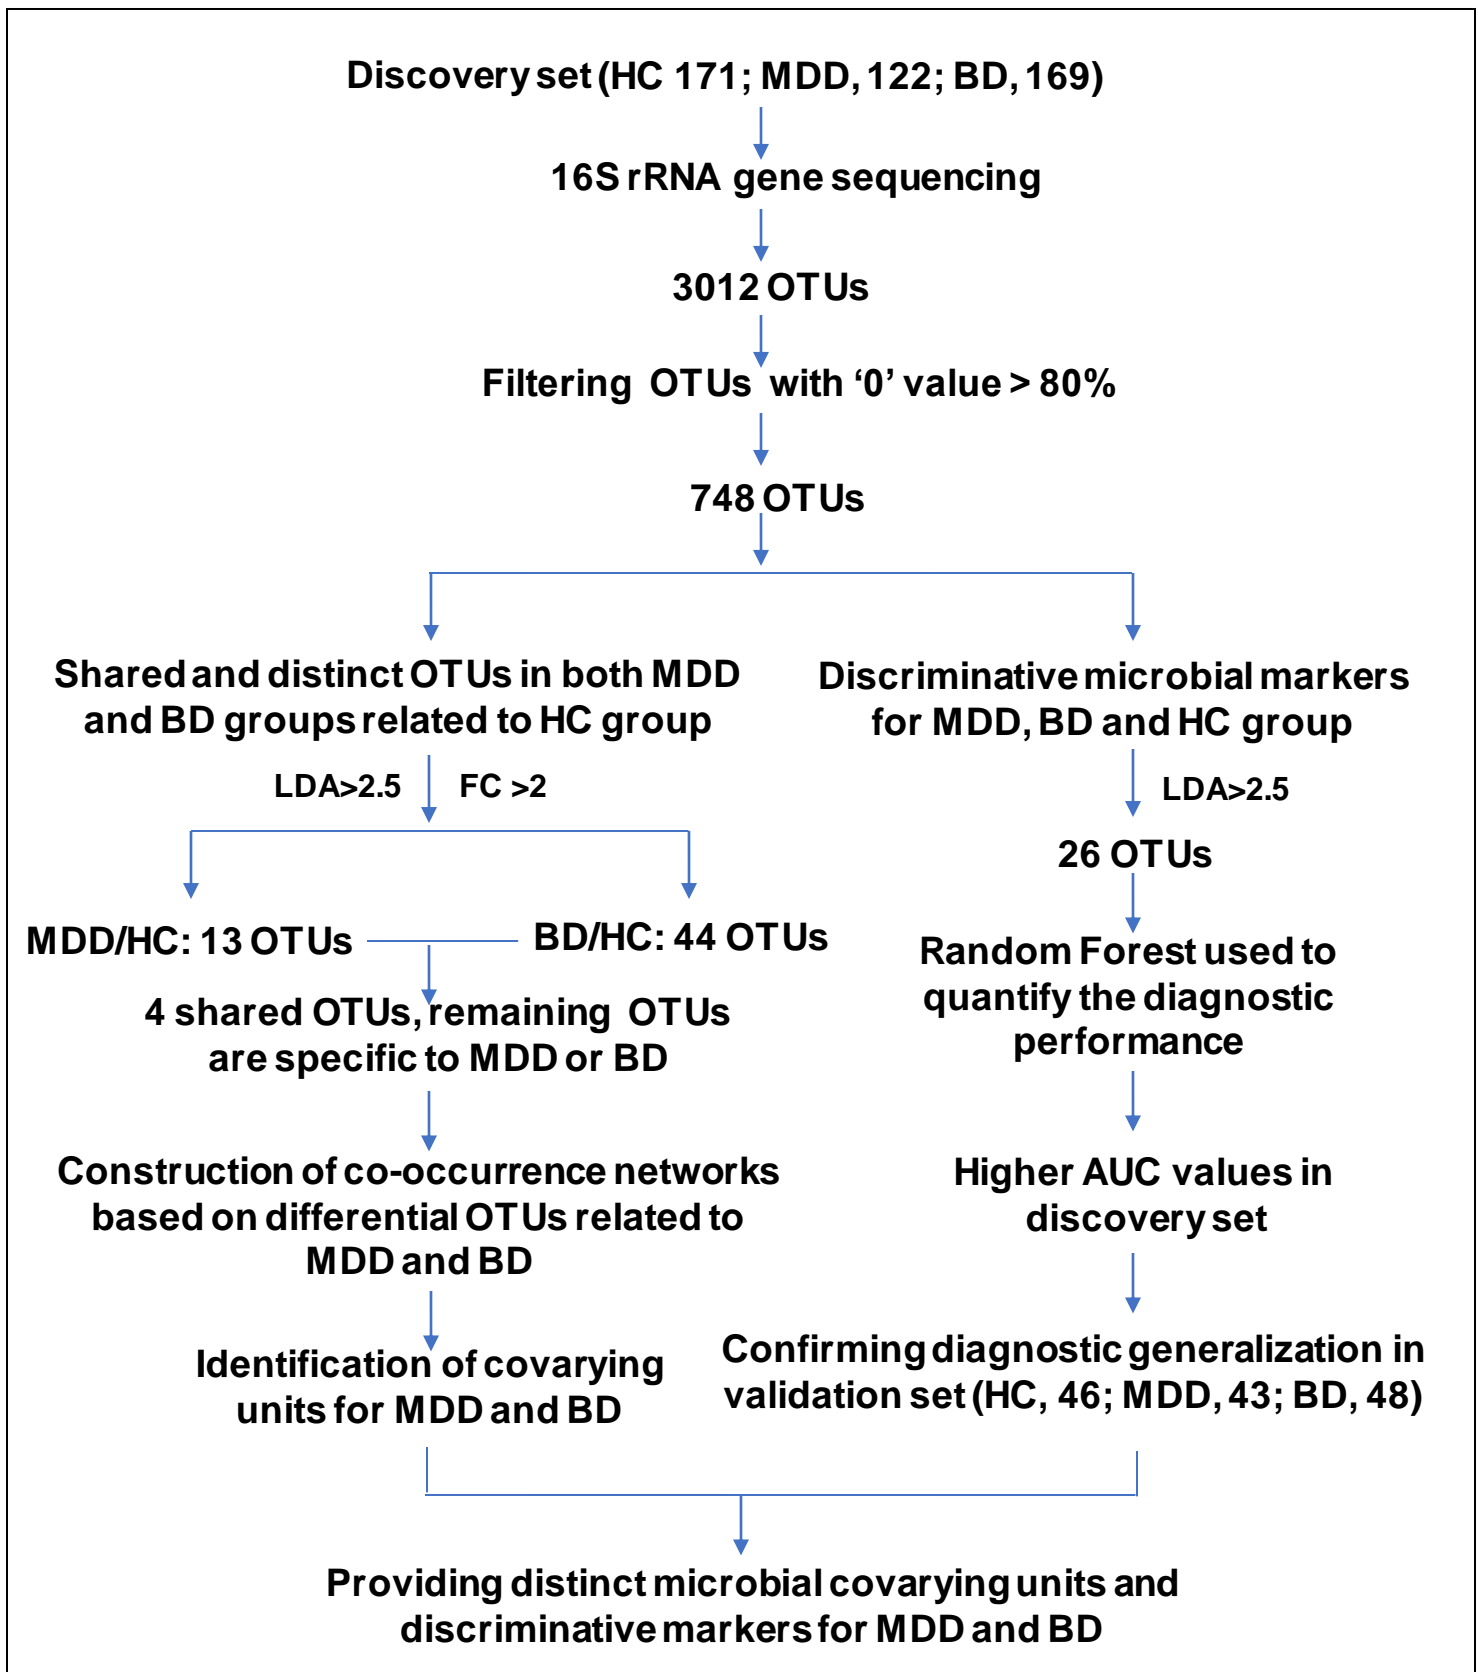 Discovery set (HC 171; MDD, 122; BD, 169)
16S rRNA gene sequencing
3012 OTUs
Filtering OTUs with ‘0’ value > 80%
748 OTUs
Shared and distinct OTUs in both MDD
and BD groups related to HC group
LDA>2.5 FC >2
MDD/HC: 13 OTUs
BD/HC: 44 OTUs
4 shared OTUs, remaining OTUs
are specific to MDD or BD
Construction of co-occurrence networks
based on differential OTUs related to
MDD and BD
Identification of covarying
units for MDD and BD
Discriminative microbial markers
for MDD, BD and HC group
LDA>2.5
26 OTUs
Random Forest used to
quantify the diagnostic
performance
Higher AUC values in
discovery set
Confirming diagnostic generalization in
validation set (HC, 46; MDD, 43; BD, 48)
Providing distinct microbial covarying units and
discriminative markers for MDD and BD